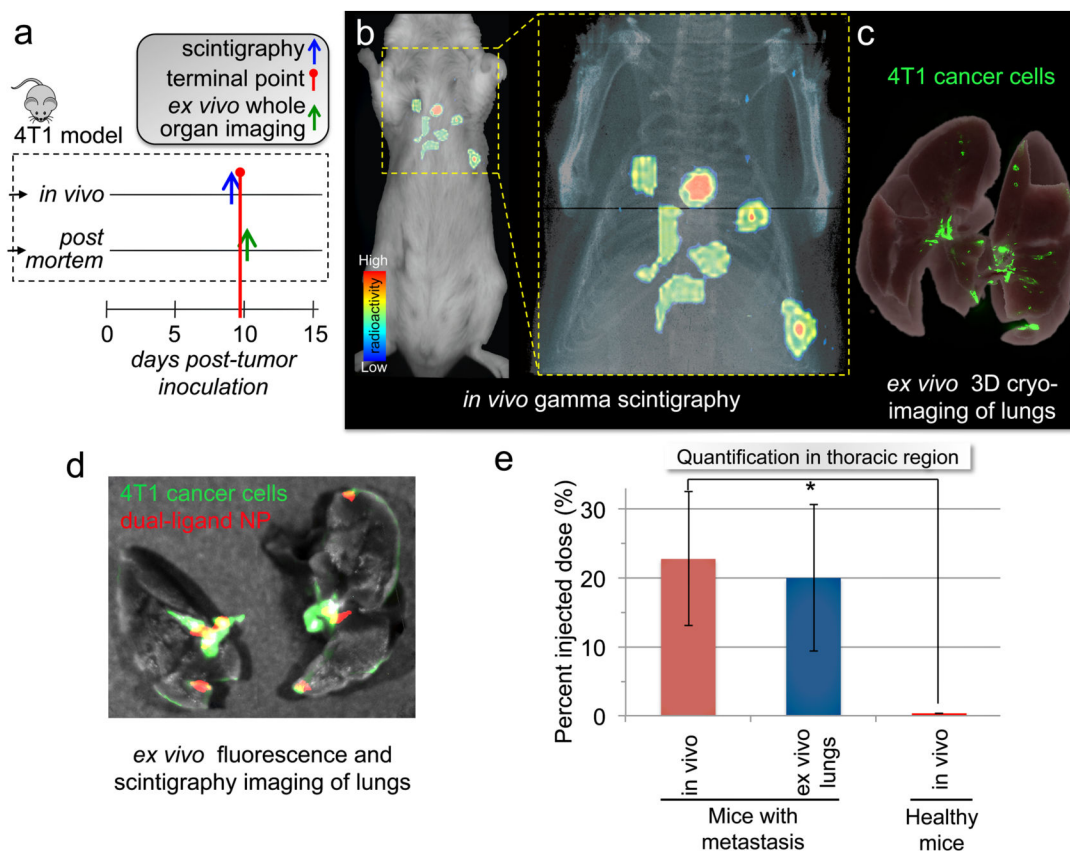 a
scintigraphy
terminal point
ex vivo whole
organ imaging
4T1 model
in vivo
post
mortem
0 5 10 15
days post-tumor
inoculation
b
High
radioactivity
Low
in vivo gamma scintigraphy
c
4T1 cancer cells
ex vivo 3D cryo-
imaging of lungs
d
4T1 cancer cells
dual-ligand NP
ex vivo fluorescence and
scintigraphy imaging of lungs
e
Quantification in thoracic region
*
Percent injected dose (%)
30
20
10
0
in vivo
ex vivo
lungs
in vivo
Mice with
metastasis
Healthy
mice